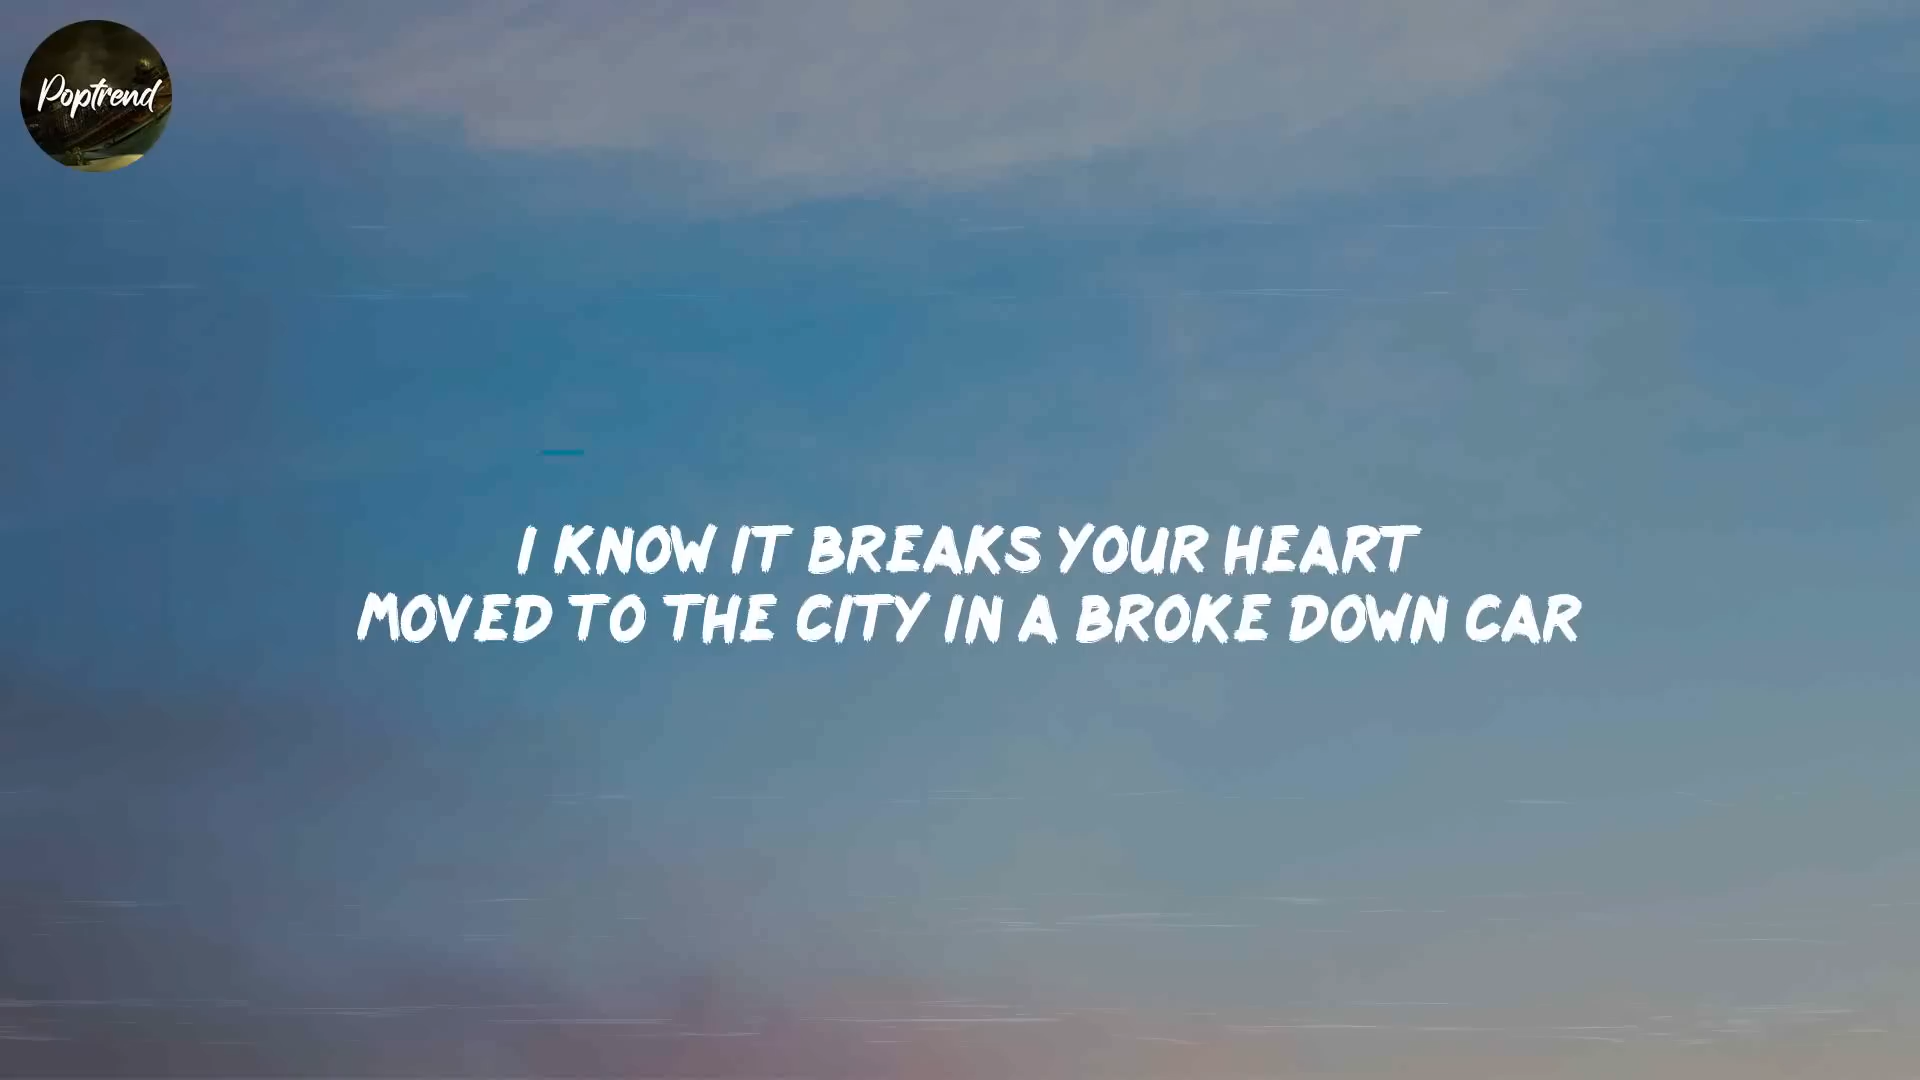 Poptrend
I KNOW IT BREAKS YOUR HEART
MOVED TO THE CITY IN A BROKE DOWN CAR